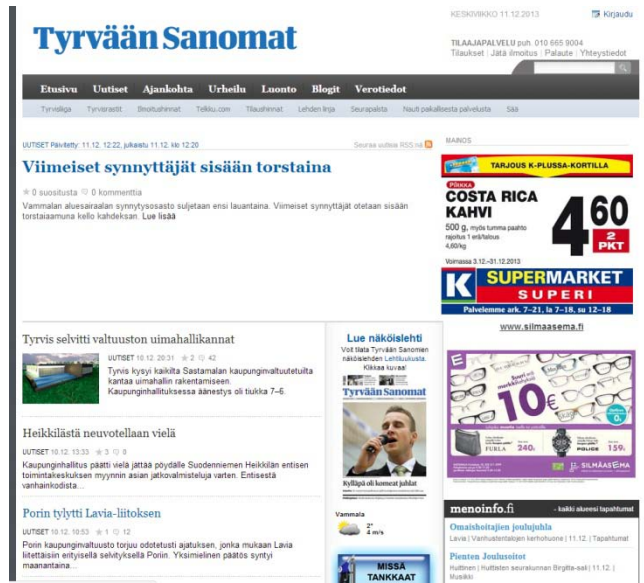 KESKIVIIKKO 11.12.2013
Kirjaudu
Tyrvään Sanomat
TILAAJAPALVELU puh. 010 665 9004
Tilaukset | Jätä ilmoitus | Palaute | Yhteystiedot
Etusivu Uutiset Ajankohta Urheilu Luonto Blogit Verotiedot
Tyrvisliiga Tyrvisrastit Ilmoitushinnat Telkku.com Tilaushinnat Lehden linja Seurapalsta Nauti paikallisesta palvelusta Sää
UUTISET Päivitetty: 11.12. 12:22, julkaistu 11.12. klo 12:20
Seuraa uutisia RSS:nä
Viimeiset synnyttäjät sisään torstaina
0 suositusta 0 kommenttia
Vammalan aluesairaalan synnytysosasto suljetaan ensi lauantaina. Viimeiset synnyttäjät otetaan sisään
torstaiaamuna kello kahdeksan. Lue lisää
MAINOS
TARJOUS K-PLUSSA-KORTILLA
PIRKKA
COSTA RICA
KAHVI
500 g, myös tumma paahto
rajoitus 1 erä/talous
4,60/kg
4 60
2
PKT
Voimassa 3.12.–31.12.2013
K SUPERMARKET
SUPERI
Palvelemme ark. 7–21, la 7–18, su 12–18
www.silmaasema.fi
10€
FURLA 240,-
POLICE 159,-
SILMÄASEMA
Tyrvis selvitti valtuuston uimahallikannat
UUTISET 10.12. 20:31 2 42
Tyrvis kysyi kaikilta Sastamalan kaupunginvaltuutetuilta
kantaa uimahallin rakentamiseen.
Kaupunginhallituksessa äänestys oli tiukka 7–6.
Heikkilästä neuvotellaan vielä
UUTISET 10.12. 13:33 3 0
Kaupunginhallitus päätti vielä jättää pöydälle Suodenniemen Heikkilän entisen
toimintakeskuksen myynnin asian jatkovalmisteluja varten. Entisestä
vanhainkodista...
Porin tylytti Lavia-liitoksen
UUTISET 10.12. 10:53 1 12
Porin kaupunginvaltuusto torjuu odotetusti ajatuksen, jonka mukaan Lavia
liitettäisiin erityisellä selvityksellä Poriin. Yksimielinen päätös syntyi
maanantaina...
Lue näköislehti
Voit tilata Tyrvään Sanomien
näköislehden Lehtiluukusta.
Klikkaa kuvaa!
Tyrvään Sanomat
Kylläpä oli komeat juhlat
Vammala
2°
4 m/s
MISSÄ
TANKKAAT
menoinfo.fi - kaikki alueesi tapahtumat
Omaishoitajien joulujuhla
Lavia | Vanhustentalojen kerhohuone | 11.12. | Tapahtumat
Pienten Joulusoitot
Huittinen | Huittisten seurakunnan Birgitta-sali | 11.12. |
Musiikki